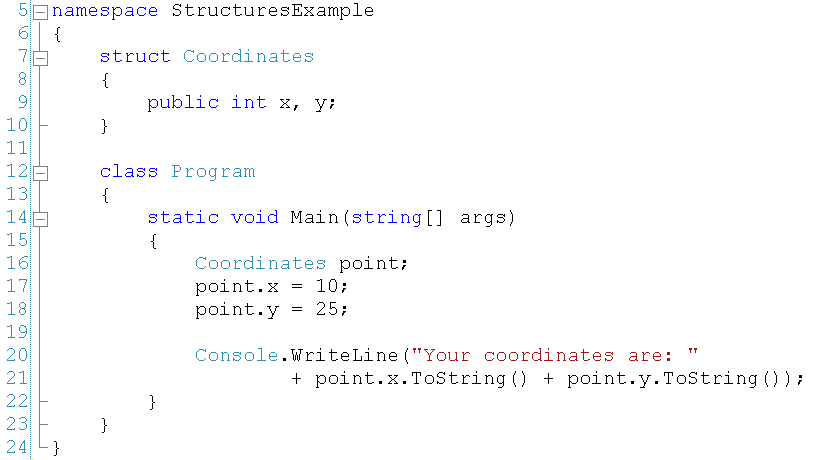 5 namespace StructuresExample
6 {
7     struct Coordinates
8     {
9         public int x, y;
10     }
11
12     class Program
13     {
14         static void Main(string[] args)
15         {
16             Coordinates point;
17             point.x = 10;
18             point.y = 25;
19
20             Console.WriteLine("Your coordinates are: "
21                     + point.x.ToString() + point.y.ToString());
22         }
23     }
24 }